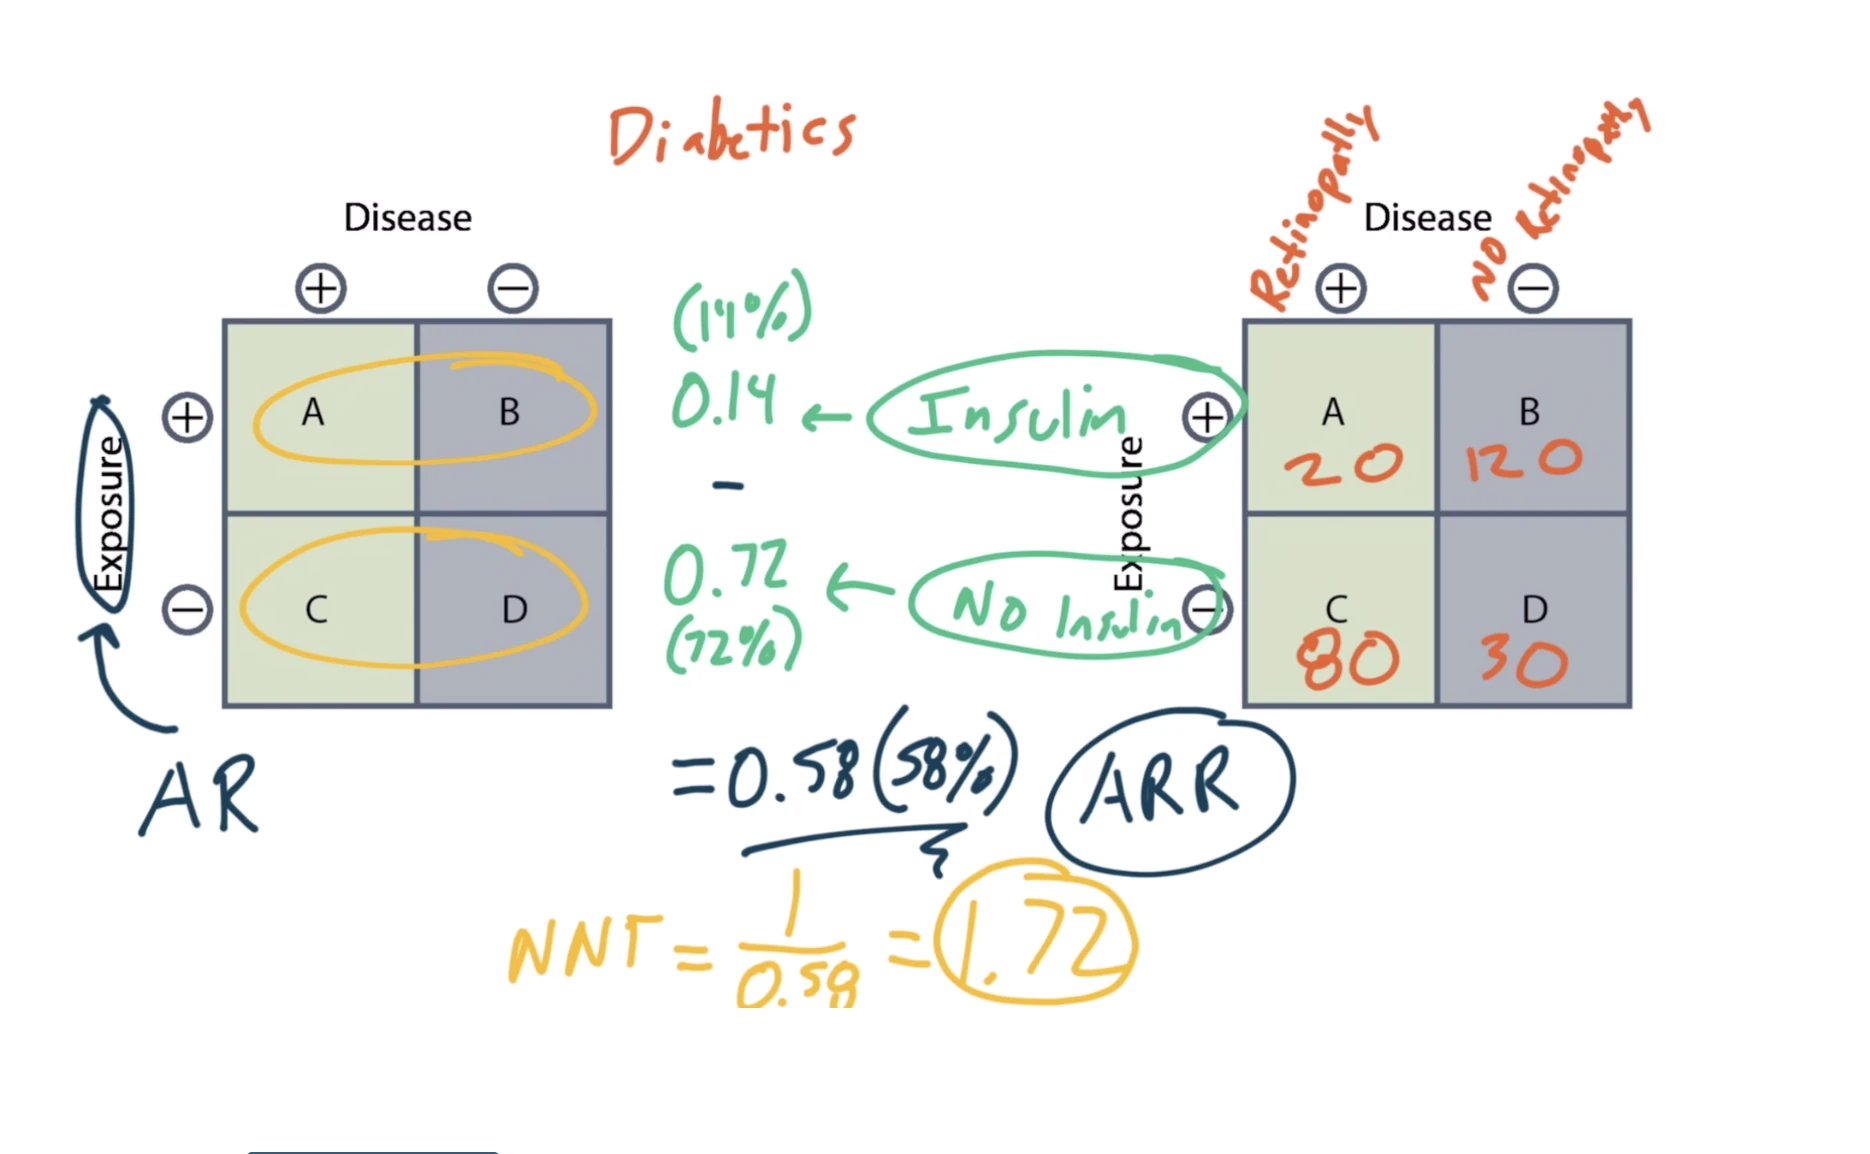 Diabetics
Disease
+ −
Exposure
+ A B
− C D
AR
(14%)
0.14 ← Insulin
-
0.72 ← No Insulin
(72%)
= 0.58 (58%) ARR
NNT = 1/0.58 = 1.72
Retinopathy
No Retinopathy
Disease
+ −
Exposure
+ A B
20 120
− C D
80 30